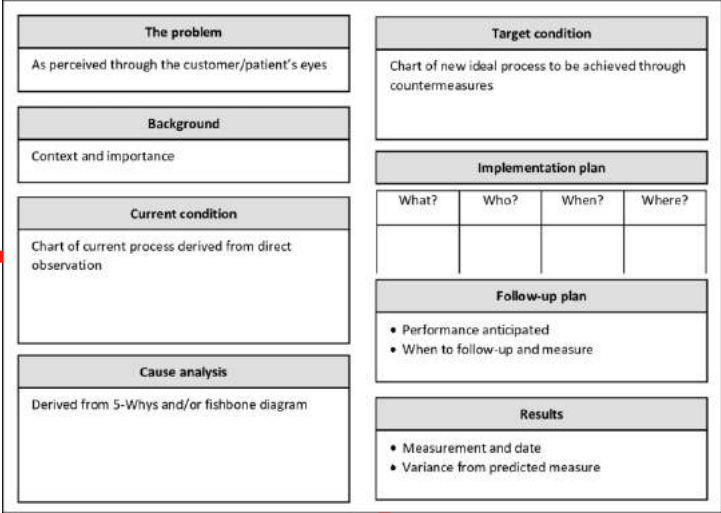 The problem
As perceived through the customer/patient's eyes
Background
Context and importance
Current condition
Chart of current process derived from direct
observation
Cause analysis
Derived from 5-Whys and/or fishbone diagram
Target condition
Chart of new ideal process to be achieved through
countermeasures
Implementation plan
What? Who? When? Where?
Follow-up plan
• Performance anticipated
• When to follow-up and measure
Results
• Measurement and date
• Variance from predicted measure